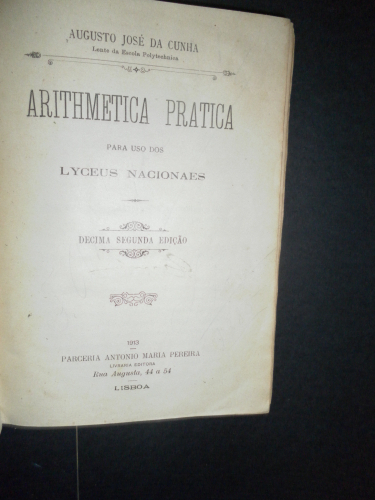 AUGUSTO JOSÉ DA CUNHA
Lente da Escola Polytechnica
ARITHMETICA PRATICA
PARA USO DOS
LYCEUS NACIONAES
DECIMA SEGUNDA EDIÇÃO
1913
PARCERIA ANTONIO MARIA PEREIRA
LIVRARIA EDITORA
Rua Augusta, 44 a 54
LISBOA